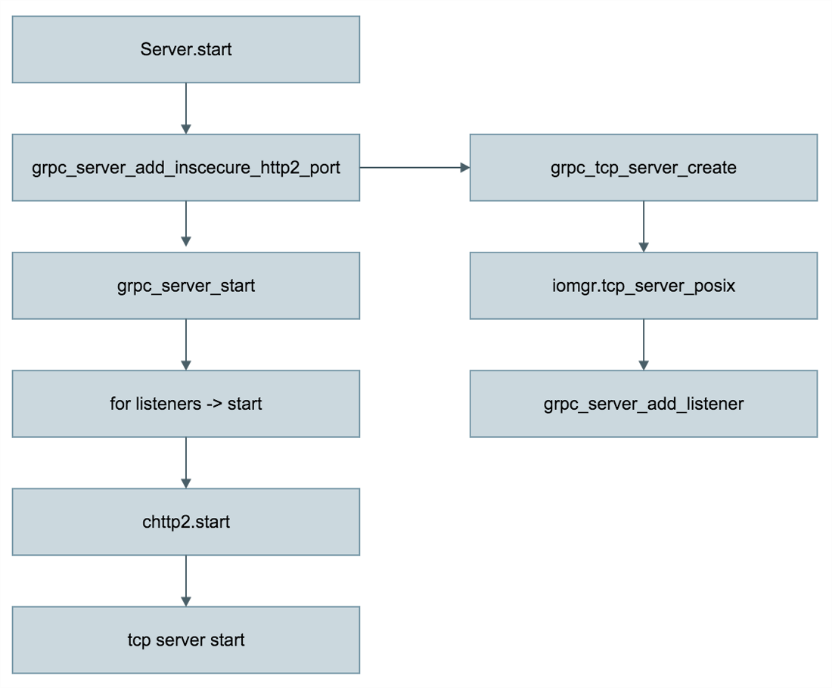 Server.start
grpc_server_add_inscecure_http2_port
grpc_tcp_server_create
grpc_server_start
iomgr.tcp_server_posix
for listeners -> start
grpc_server_add_listener
chttp2.start
tcp server start